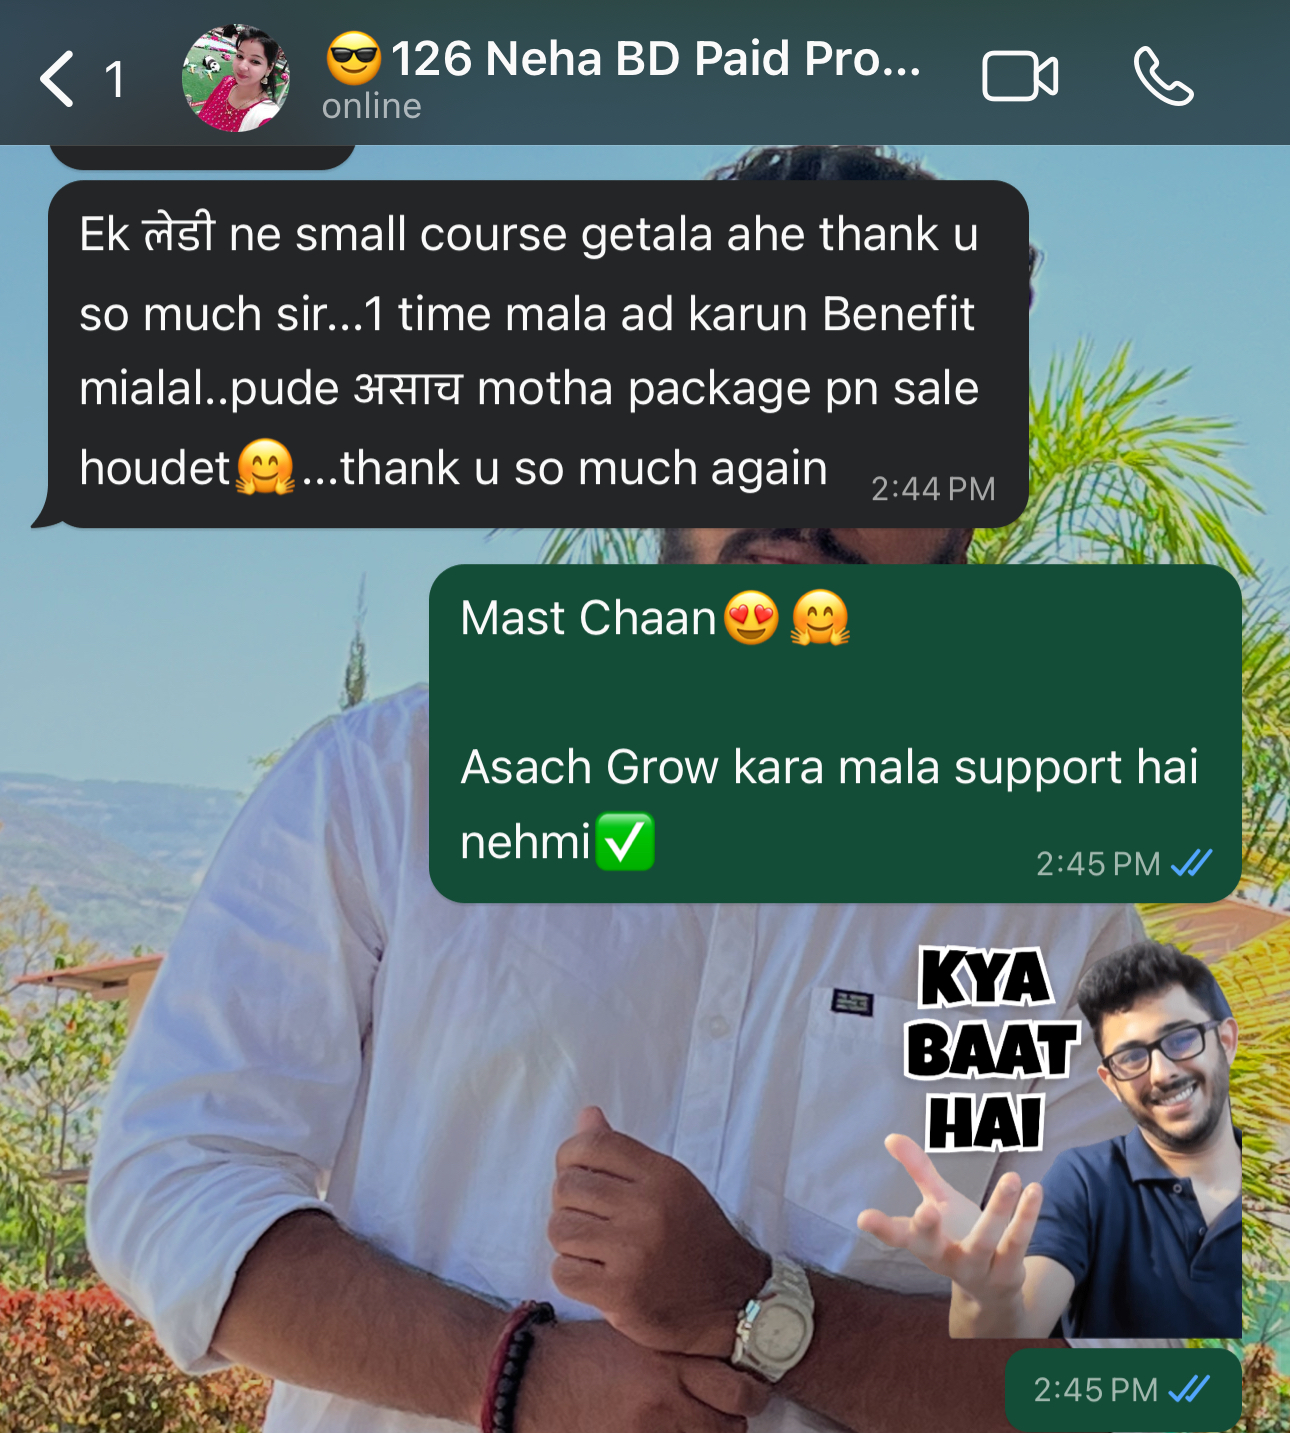 1
😎126 Neha BD Paid Pro...
online
Ek लेडी ne small course getala ahe thank u
so much sir...1 time mala ad karun Benefit
mialal..pude असाच motha package pn sale
houdet🤗...thank u so much again
2:44 PM
Mast Chaan😍 🤗
Asach Grow kara mala support hai
nehmi✅
2:45 PM
KYA
BAAT
HAI
2:45 PM